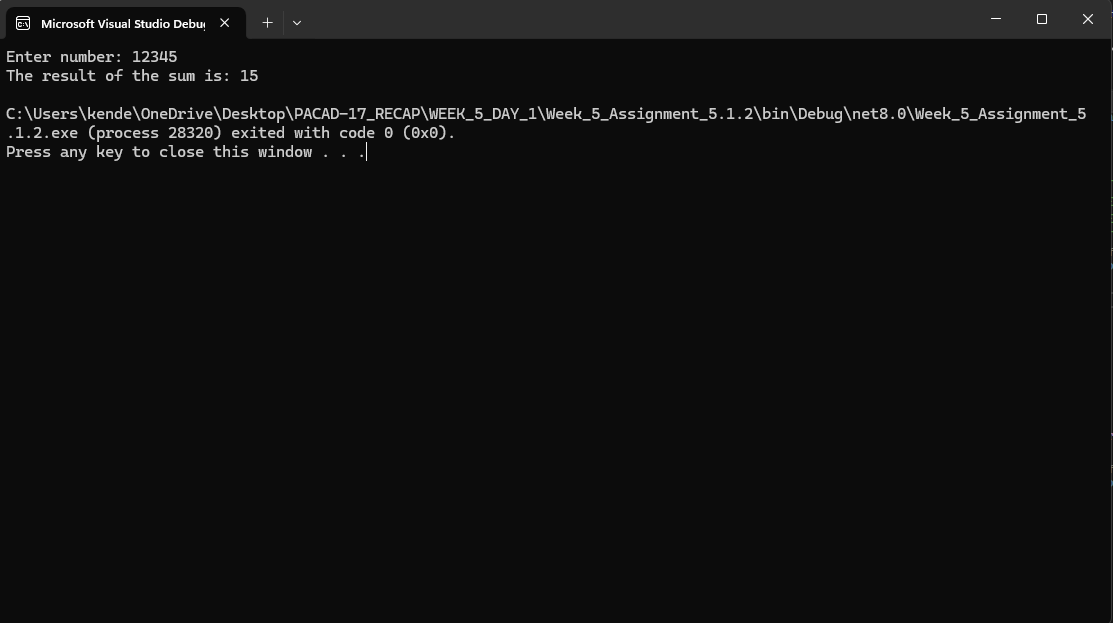 Microsoft Visual Studio Debug
Enter number: 12345
The result of the sum is: 15
C:\Users\kende\OneDrive\Desktop\PACAD-17_RECAP\WEEK_5_DAY_1\Week_5_Assignment_5.1.2\bin\Debug\net8.0\Week_5_Assignment_5
.1.2.exe (process 28320) exited with code 0 (0x0).
Press any key to close this window . . .